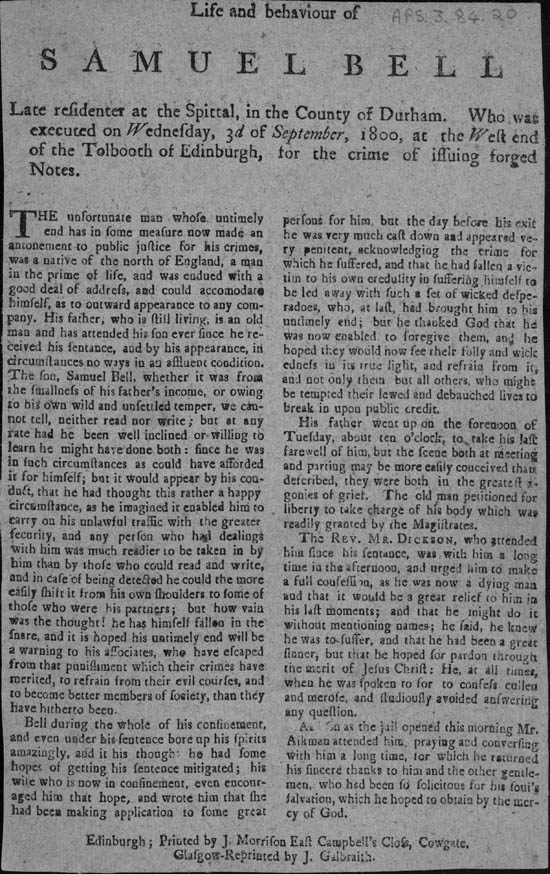 Life and behaviour of
APS. 3. 84. 20
SAMUEL BELL
Late reſidenter at the Spittal, in the County of Durham. Who was
executed on Wedneſday, 3d of September, 1800, at the Weſt end
of the Tolbooth of Edinburgh, for the crime of iſſuing forged
Notes.
THE unfortunate man whoſe untimely
end has in ſome meaſure now made an
antonement to public juſtice for his crimes,
was a native of the north of England, a man
in the prime of life, and was endued with a
good deal of addreſs, and could accomodate
himſelf, as to outward appearance to any com-
pany. His father, who is ſtill living, is an old
man and has attended his ſon ever ſince he re-
ceived his ſentance, and by his appearance, in
circumſtances no ways in an affluent condition.
The ſon, Samuel Bell, whether it was from
the ſmallneſs of his father's income, or owing
to his own wild and unſettled temper, we can-
not tell, neither read nor write; but at any
rate had he been well inclined or willing to
learn he might have done both: ſince he was
in ſuch circumſtances as could have afforded
it for himſelf; but it would appear by his con-
duct, that he had thought this rather a happy
circumſtance, as he imagined it enabled him to
carry on his unlawful traffic with the greater
ſecurity, and any perſon who had dealings
with him was much readier to be taken in by
him than by thoſe who could read and write,
and in caſe of being detected he could the more
eaſily ſhift it from his own ſhoulders to ſome of
thoſe who were his partners; but how vain
was the thought! he has himſelf fallen in the
ſnare, and it is hoped his untimely end will be
a warning to his aſſociates, who have eſcaped
from that puniſhment which their crimes have
merited, to refrain from their evil courſes, and
to become better members of ſociety, than they
have hitherto been.
Bell during the whole of his confinement,
and even under his ſentence bore up his ſpirits
amazingly, and it his thought he had ſome
hopes of getting his ſentence mitigated; his
wife who is now in confinement, even encour-
aged him that hope, and wrote him that ſhe
had been making application to ſome great
perſons for him, but the day before his exit
he was very much caſt down and appeared ve-
ry penitent, acknowledging the crime for
which he ſuffered, and that he had fallen a vic-
tim to his own credulity in ſuffering himſelf to
be led away with ſuch a ſet of wicked deſpe-
radoes, who, at laſt, had brought him to his
untimely end; but he thanked God that he
was now enabled to foregive them, and he
hoped they would now ſee their folly and wick
edneſs in its true light, and refrain from it,
and not only them but all others, who might
be tempted their lewed and debauched lives to
break in upon public credit.
His father went up on the forenoon of
Tueſday, about ten o'clock, to take his laſt
farewell of him, but the ſcene both at meeting
and parting may be more eaſily couceived than
deſcribed, they were both in the greateſt a-
gonies of grief. The old man petitioned for
liberty to take charge of his body which was
readily granted by the Magiſtrates.
The REV. MR. DICKSON, who attended
him ſince his ſentance, was with him a long
time in the afternoon, and urged him to make
a full confeſſion, as he was now a dying man
and that it would be a great relief to him in
his laſt moments; and that he might do it
without mentioning names; he ſaid, he knew
he was to ſuffer, and that he had been a great
ſinner, but that he hoped for pardon through
the merit of Jeſus Chriſt: He, at all times,
when he was ſpoken to for to confeſs cullen
and moroſe, and ſtudiouſly avoided anſwering
any queſtion.
as the jail opened this morning Mr.
Aikman attended him, praying and converſing
with him a long time, for which he returned
his ſincere thanks to him and the other gentle-
men, who had been ſo ſolicitous for his ſoul's
ſalvation, which he hoped to obtain by the mer-
cy of God.
Edinburgh; Printed by J. Morriſon Eaſt Campbell's Cloſs, Cowgate.
Glaſgow-Reprinted by J. Galbraith.